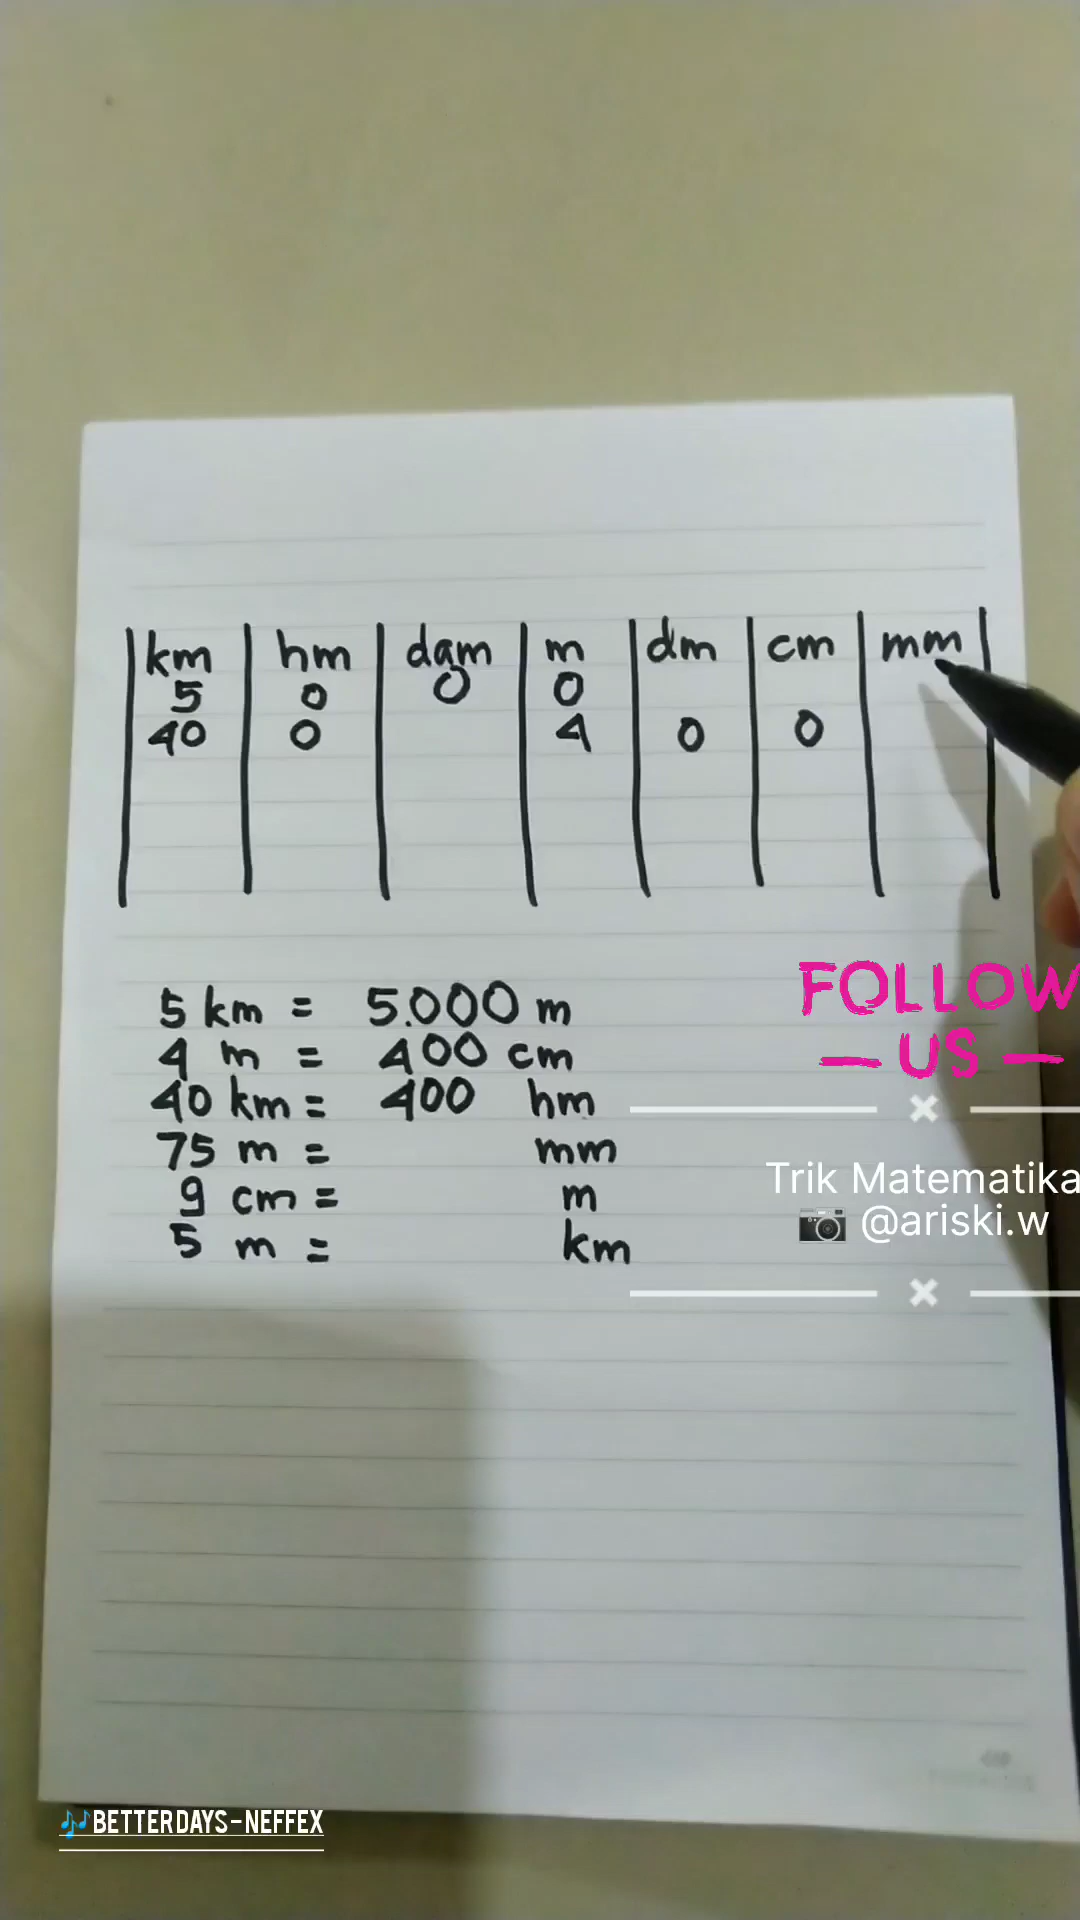 km hm dam m dm cm mm
5 0 0 0
40 0 4 0 0
5 km = 5.000 m
4 m = 400 cm
40 km = 400 hm
75 m = mm
9 cm = m
5 m = km
FOLLOW
— US —
Trik Matematika
📷 @ariski.w
🎶BETTERDAYS-NEFFEX